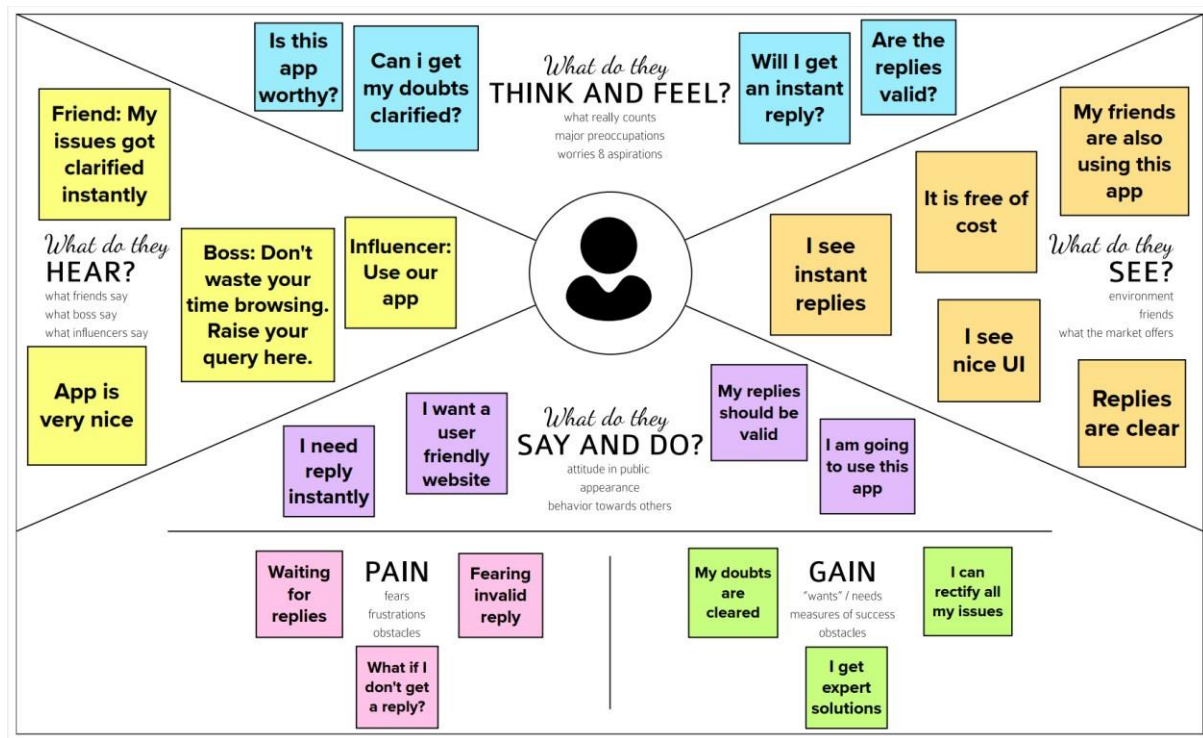 Is this
app
worthy?
Can i get
my doubts
clarified?
What do they
THINK AND FEEL?
what really counts
major preoccupations
worries & aspirations
Will I get
an instant
reply?
Are the
replies
valid?
Friend: My
issues got
clarified
instantly
What do they
HEAR?
what friends say
what boss say
what influencers say
Boss: Don't
waste your
time browsing.
Raise your
query here.
Influencer:
Use our
app
App is
very nice
My friends
are also
using this
app
It is free of
cost
I see
instant
replies
What do they
SEE?
environment
friends
what the market offers
I see
nice UI
Replies
are clear
I need
reply
instantly
I want a
user
friendly
website
What do they
SAY AND DO?
attitude in public
appearance
behavior towards others
My replies
should be
valid
I am going
to use this
app
Waiting
for
replies
PAIN
fears
frustrations
obstacles
Fearing
invalid
reply
What if I
don't get
a reply?
My doubts
are
cleared
GAIN
"wants" / needs
measures of success
obstacles
I can
rectify all
my issues
I get
expert
solutions